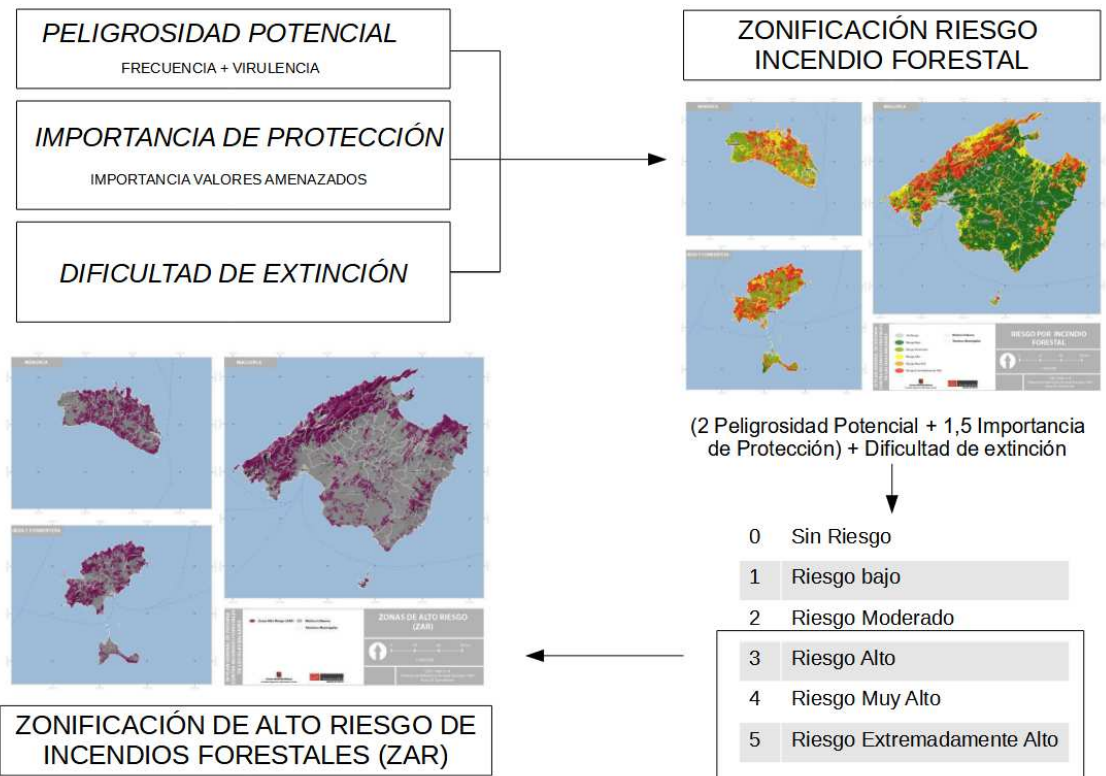 PELIGROSIDAD POTENCIAL
FRECUENCIA + VIRULENCIA
IMPORTANCIA DE PROTECCIÓN
IMPORTANCIA VALORES AMENAZADOS
DIFICULTAD DE EXTINCIÓN
ZONIFICACIÓN RIESGO
INCENDIO FORESTAL
MENORCA
MALLORCA
RIESGO POR INCENDIO
FORESTAL
(2 Peligrosidad Potencial + 1,5 Importancia
de Protección) + Dificultad de extinción
0 Sin Riesgo
1 Riesgo bajo
2 Riesgo Moderado
3 Riesgo Alto
4 Riesgo Muy Alto
5 Riesgo Extremadamente Alto
MENORCA
MALLORCA
ZONAS DE ALTO RIESGO
(ZAR)
ZONIFICACIÓN DE ALTO RIESGO DE
INCENDIOS FORESTALES (ZAR)